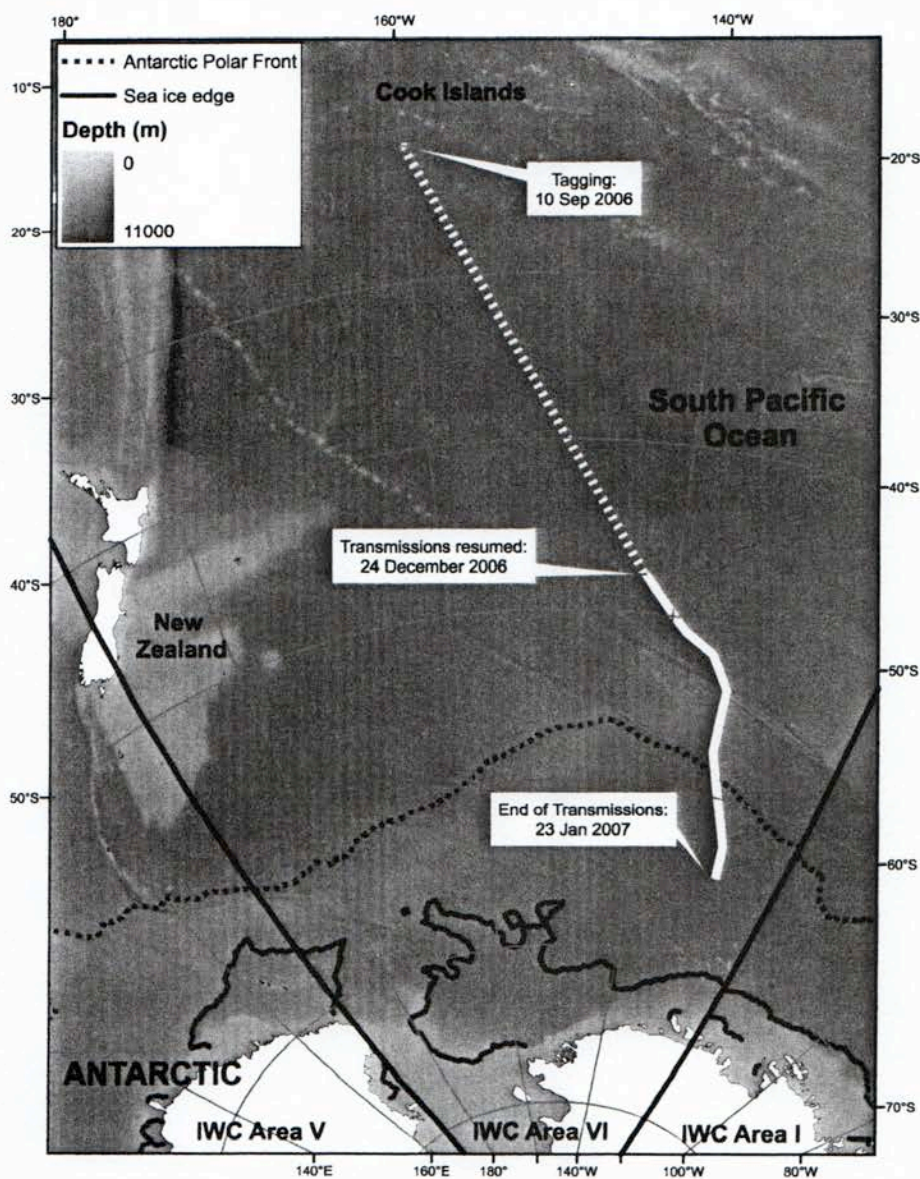 180°
160°W
140°W
Antarctic Polar Front
Sea ice edge
Depth (m)
0
11000
10°S
20°S
30°S
40°S
50°S
20°S
30°S
40°S
50°S
60°S
70°S
Cook Islands
Tagging:
10 Sep 2006
South Pacific
Ocean
Transmissions resumed:
24 December 2006
New
Zealand
End of Transmissions:
23 Jan 2007
ANTARCTIC
IWC Area V
IWC Area VI
IWC Area I
140°E
160°E
180°
140°W
100°W
80°W